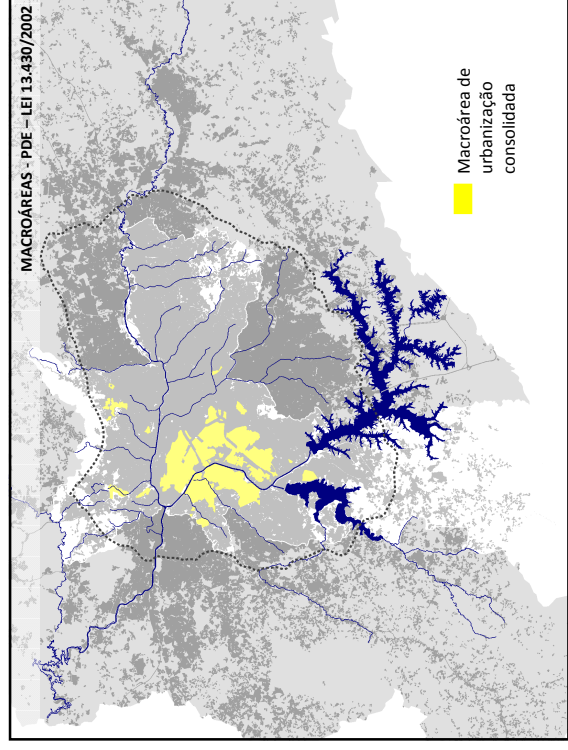 MACROÁREAS - PDE – LEI 13.430/2002
Macroárea de
urbanização
consolidada